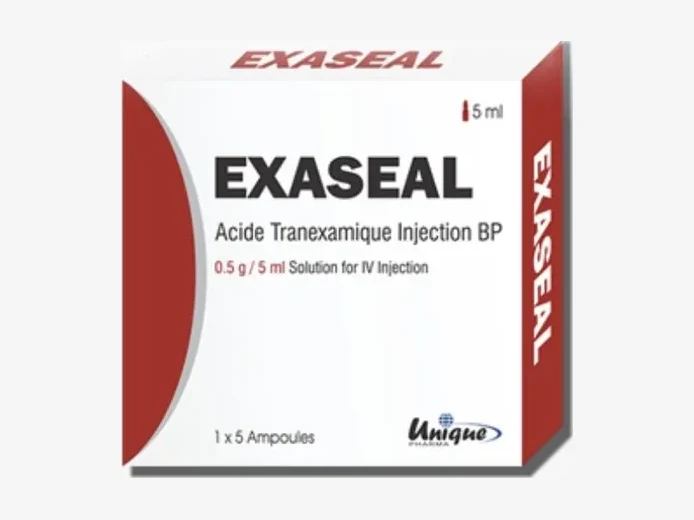 EXASEAL
5 ml
EXASEAL
Acide Tranexamique Injection BP
0.5 g / 5 ml Solution for IV Injection
1 x 5 Ampoules
Unique
PHARMA
EXASEAL